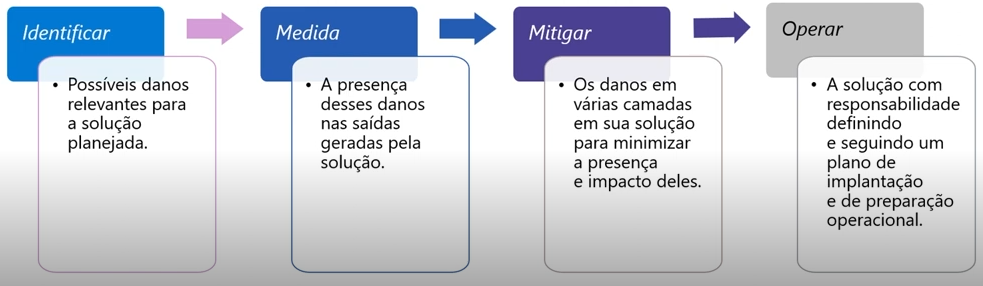 Identificar
• Possíveis danos
relevantes para
a solução
planejada.
Medida
• A presença
desses danos
nas saídas
geradas pela
solução.
Mitigar
• Os danos em
várias camadas
em sua solução
para minimizar
a presença
e impacto deles.
Operar
• A solução com
responsabilidade
definindo
e seguindo um
plano de
implantação
e de preparação
operacional.